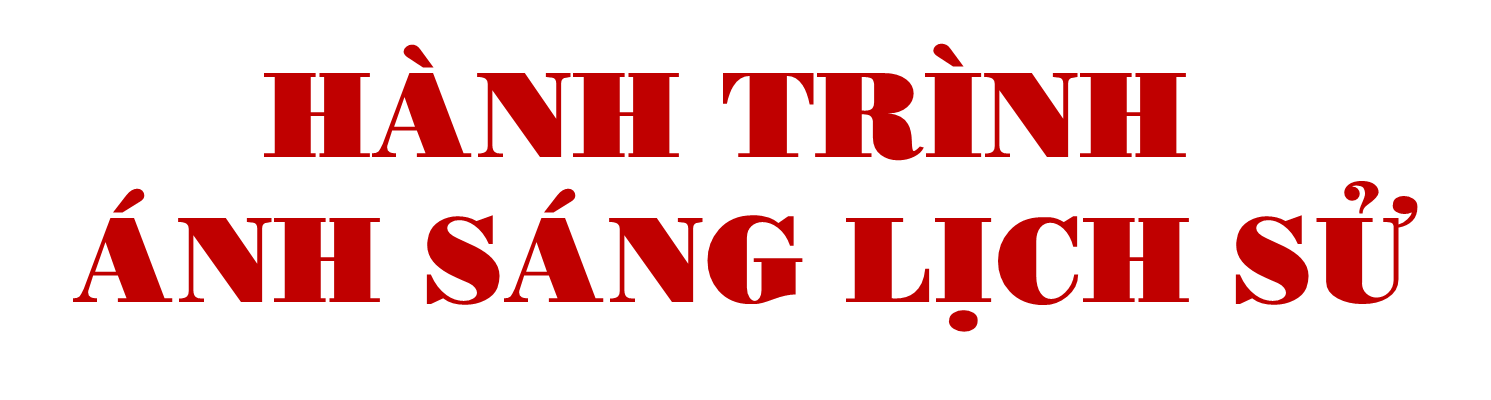 HÀNH TRÌNH
ÁNH SÁNG LỊCH SỬ